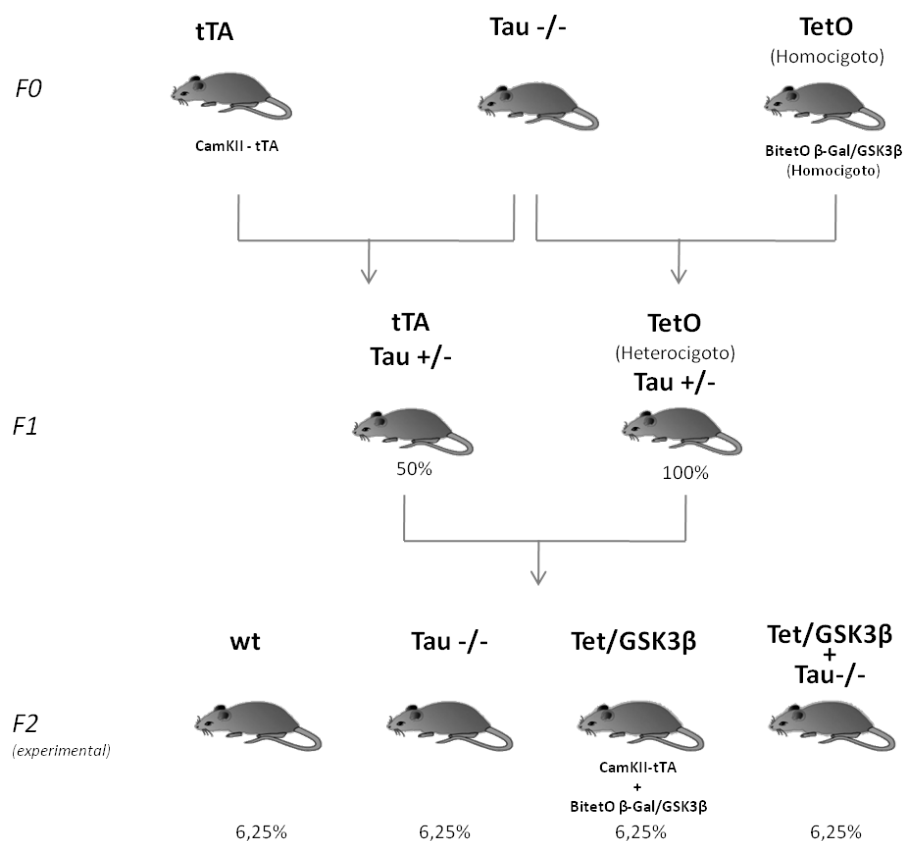 tTA
Tau -/-
TetO
(Homocigoto)
F0
CamKII - tTA
BitetO β-Gal/GSK3β
(Homocigoto)
tTA
Tau +/-
TetO
(Heterocigoto)
Tau +/-
F1
50%
100%
wt
Tau -/-
Tet/GSK3β
Tet/GSK3β
+
Tau-/-
F2
(experimental)
CamKII-tTA
+
BitetO β-Gal/GSK3β
6,25%
6,25%
6,25%
6,25%